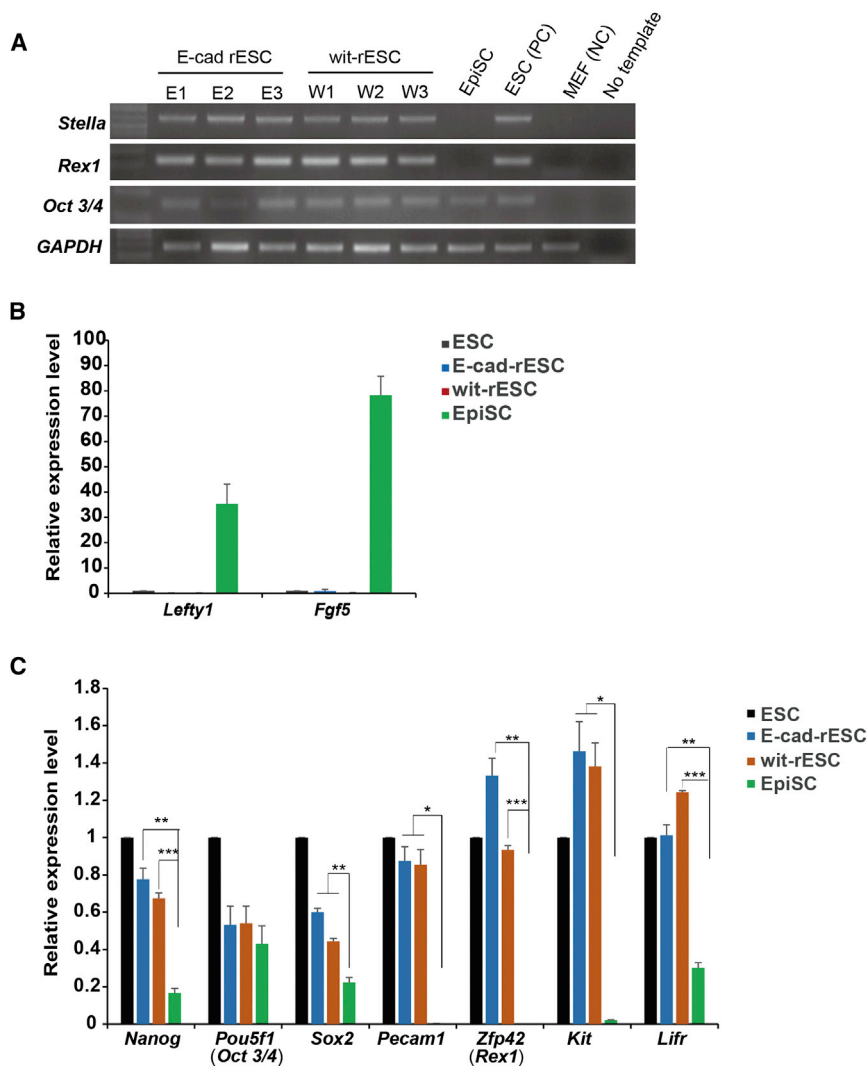 A
E-cad rESC
wit-rESC
EpiSC
ESC (PC)
MEF (NC)
No template
E1 E2 E3 W1 W2 W3
Stella
Rex1
Oct 3/4
GAPDH
B
Relative expression level
100
90
80
70
60
50
40
30
20
10
0
Lefty1 Fgf5
ESC
E-cad-rESC
wit-rESC
EpiSC
C
Relative expression level
1.8
1.6
1.4
1.2
1
0.8
0.6
0.4
0.2
0
** *** ** * ** *** * ** ***
Nanog Pou5f1 Sox2 Pecam1 Zfp42 Kit Lifr
(Oct 3/4) (Rex1)
ESC
E-cad-rESC
wit-rESC
EpiSC